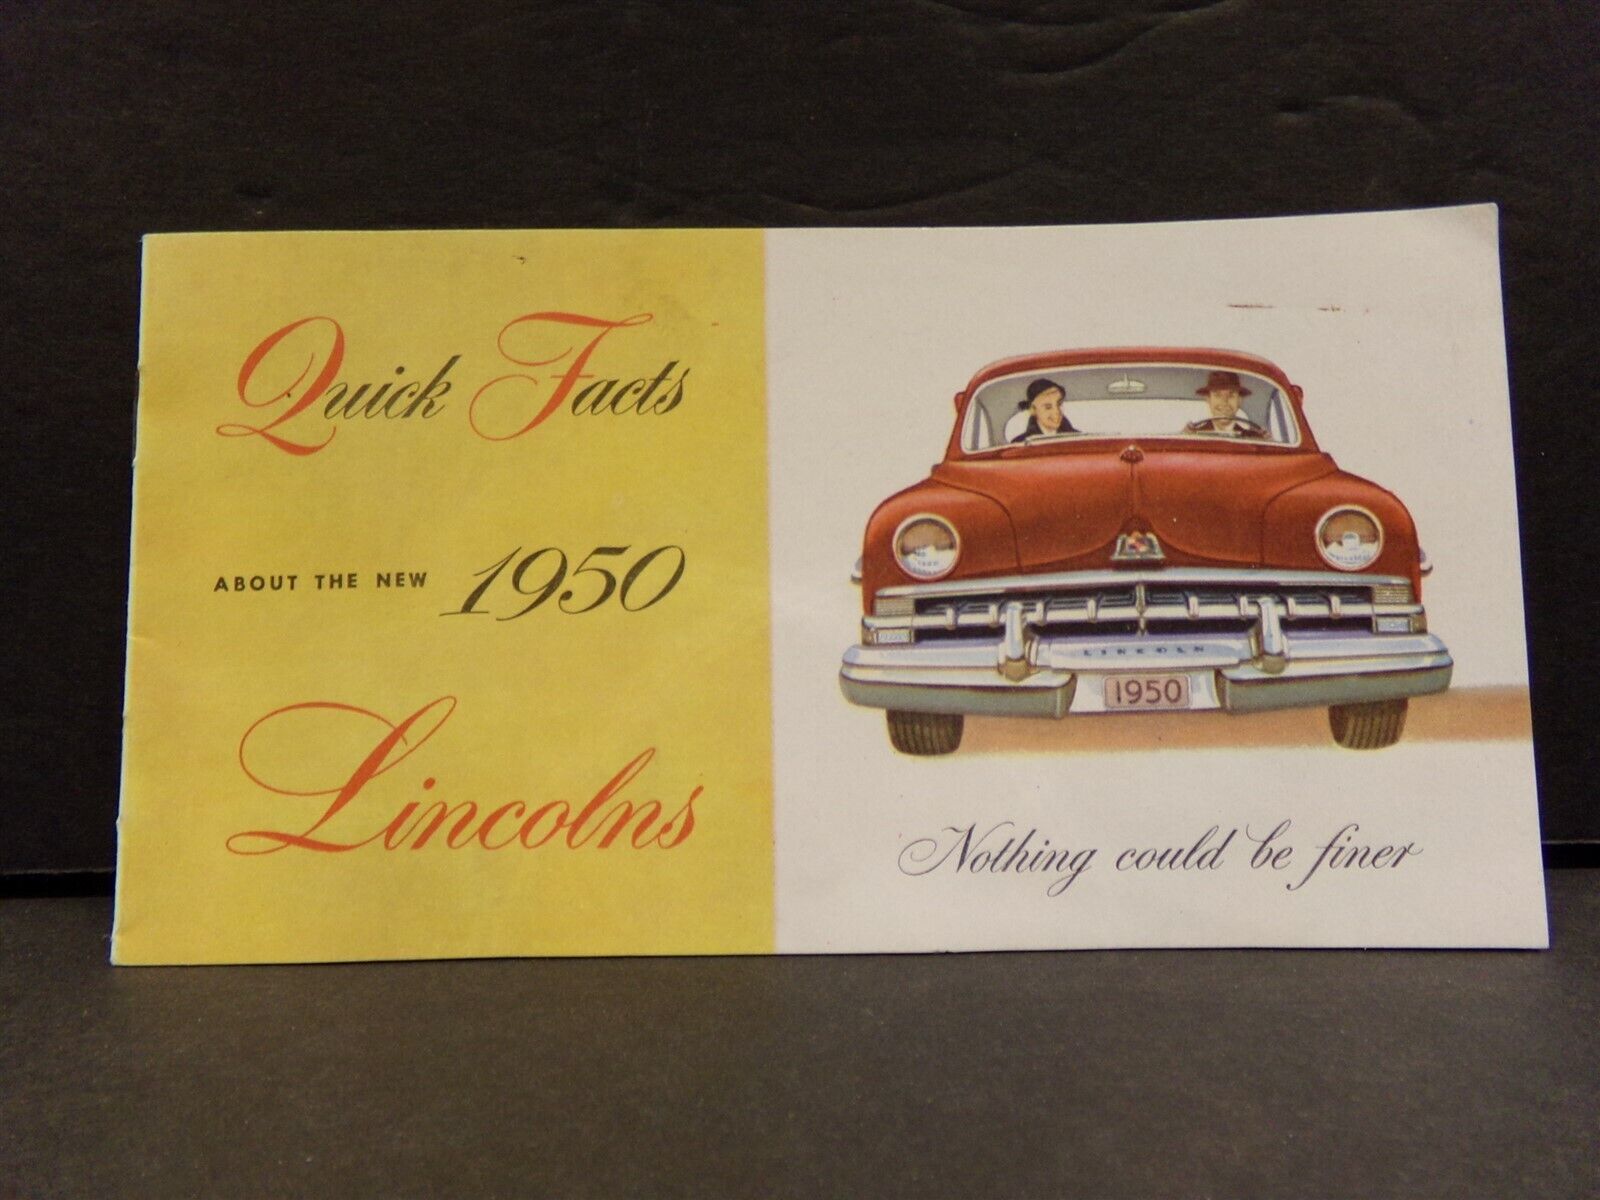 Quick Facts
ABOUT THE NEW 1950
Lincolns
LINCOLN
1950
Nothing could be finer